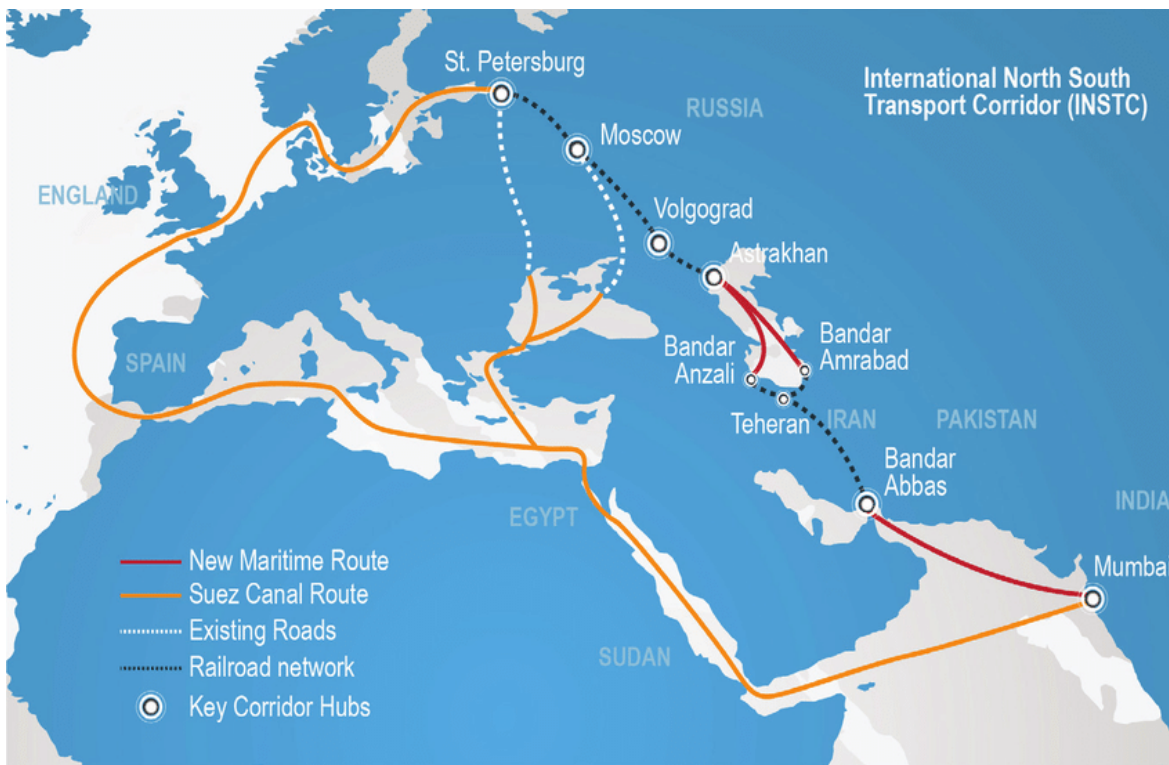 St. Petersburg
International North South
Transport Corridor (INSTC)
RUSSIA
Moscow
ENGLAND
Volgograd
Astrakhan
SPAIN
Bandar
Anzali
Bandar
Amrabad
Teheran
IRAN
PAKISTAN
Bandar
Abbas
INDIA
EGYPT
New Maritime Route
Suez Canal Route
Existing Roads
Railroad network
Key Corridor Hubs
SUDAN
Mumbai